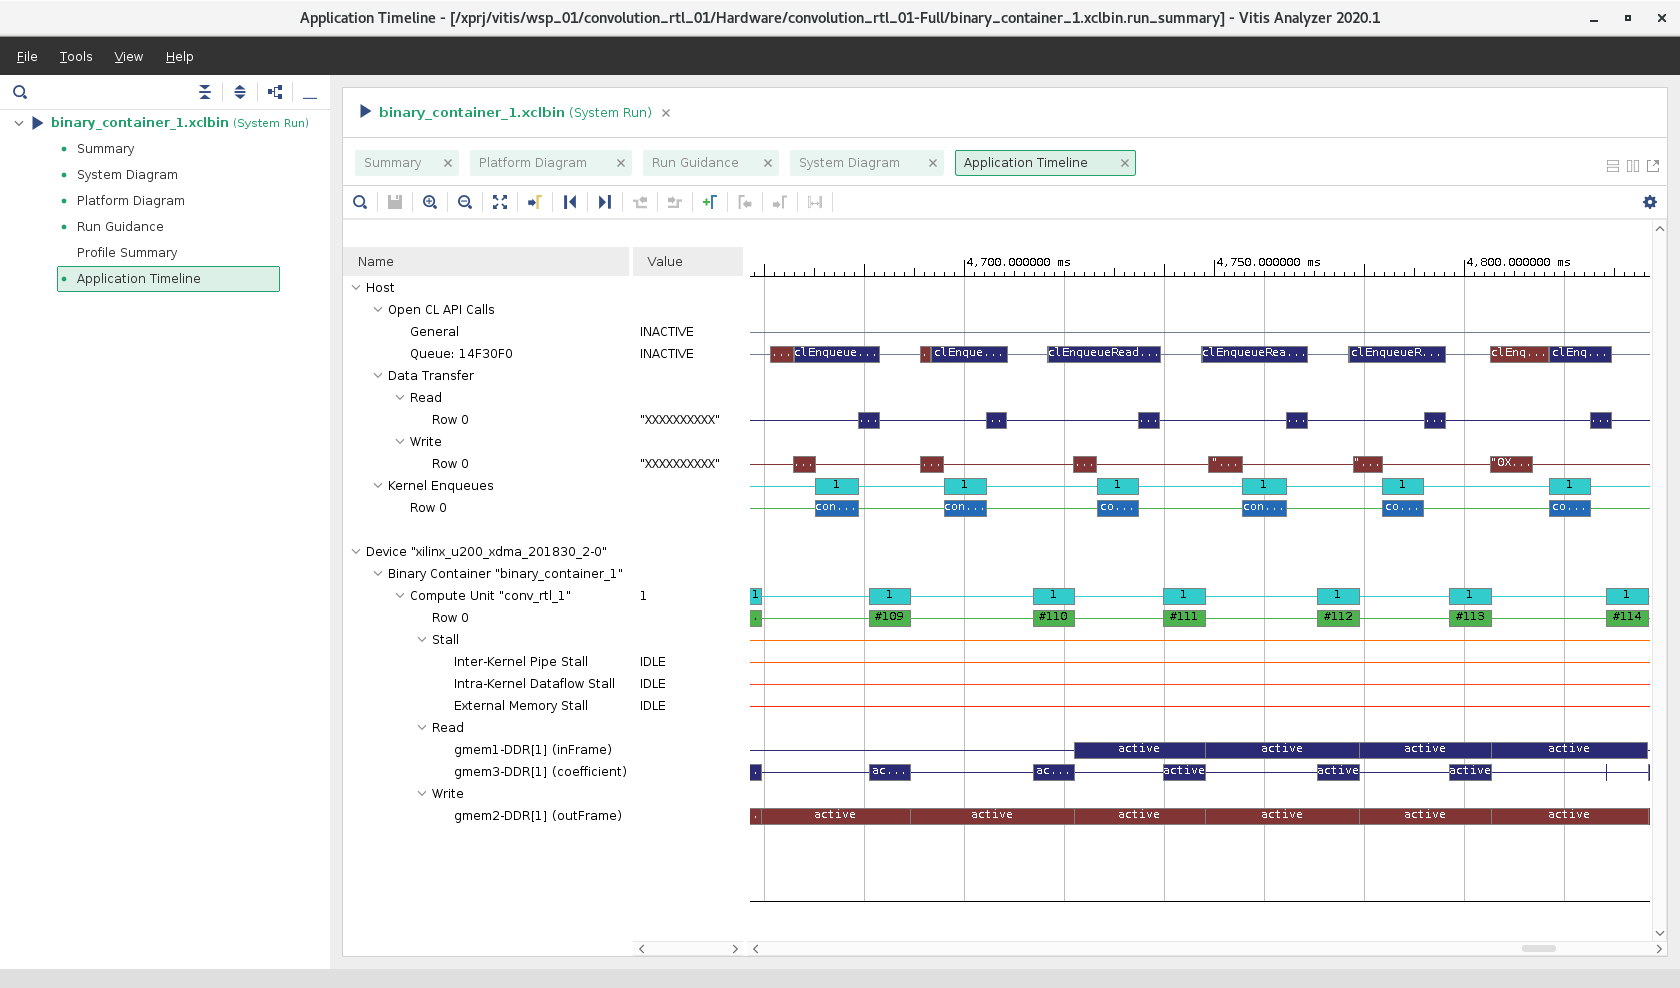 Application Timeline - [/xprj/vitis/wsp_01/convolution_rtl_01/Hardware/convolution_rtl_01-Full/binary_container_1.xclbin.run_summary] - Vitis Analyzer 2020.1
File Tools View Help
binary_container_1.xclbin (System Run)
Summary
System Diagram
Platform Diagram
Run Guidance
Profile Summary
Application Timeline
binary_container_1.xclbin (System Run)
Summary Platform Diagram Run Guidance System Diagram Application Timeline
Name Value 4,700.000000 ms 4,750.000000 ms 4,800.000000 ms
Host
Open CL API Calls
General INACTIVE
Queue: 14F30F0 INACTIVE ... clEnqueue... . clEnque... clEnqueueRead... clEnqueueRea... clEnqueueR... clEnq... clEnq...
Data Transfer
Read
Row 0 "XXXXXXXXXX" ... .. ... ... ... ...
Write
Row 0 "XXXXXXXXXX" ... ... ... "... "... "0X...
Kernel Enqueues 1 1 1 1 1 1
Row 0 con... con... co... con... co... co...
Device "xilinx_u200_xdma_201830_2-0"
Binary Container "binary_container_1"
Compute Unit "conv_rtl_1" 1 1 1 1 1 1 1 1
Row 0 . #109 #110 #111 #112 #113 #114
Stall
Inter-Kernel Pipe Stall IDLE
Intra-Kernel Dataflow Stall IDLE
External Memory Stall IDLE
Read
gmem1-DDR[1] (inFrame) active active active active
gmem3-DDR[1] (coefficient) . ac... ac... active active active
Write
gmem2-DDR[1] (outFrame) . active active active active active active